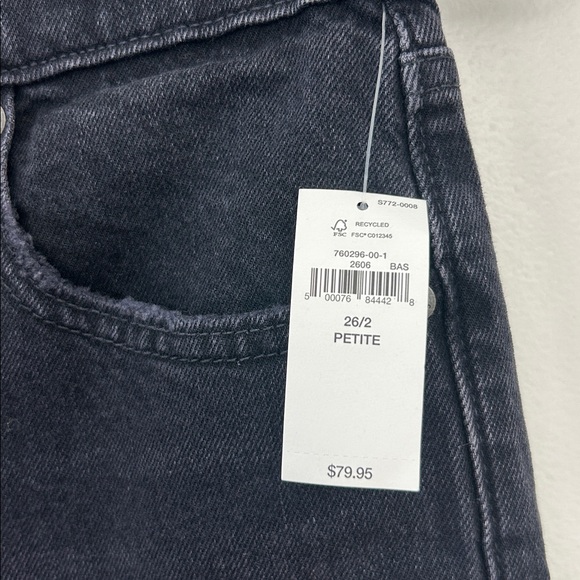 S772-0008
RECYCLED
FSC FSC® C012345
760296-00-1
2606 BAS
5 00076 84442 8
26/2
PETITE
$79.95